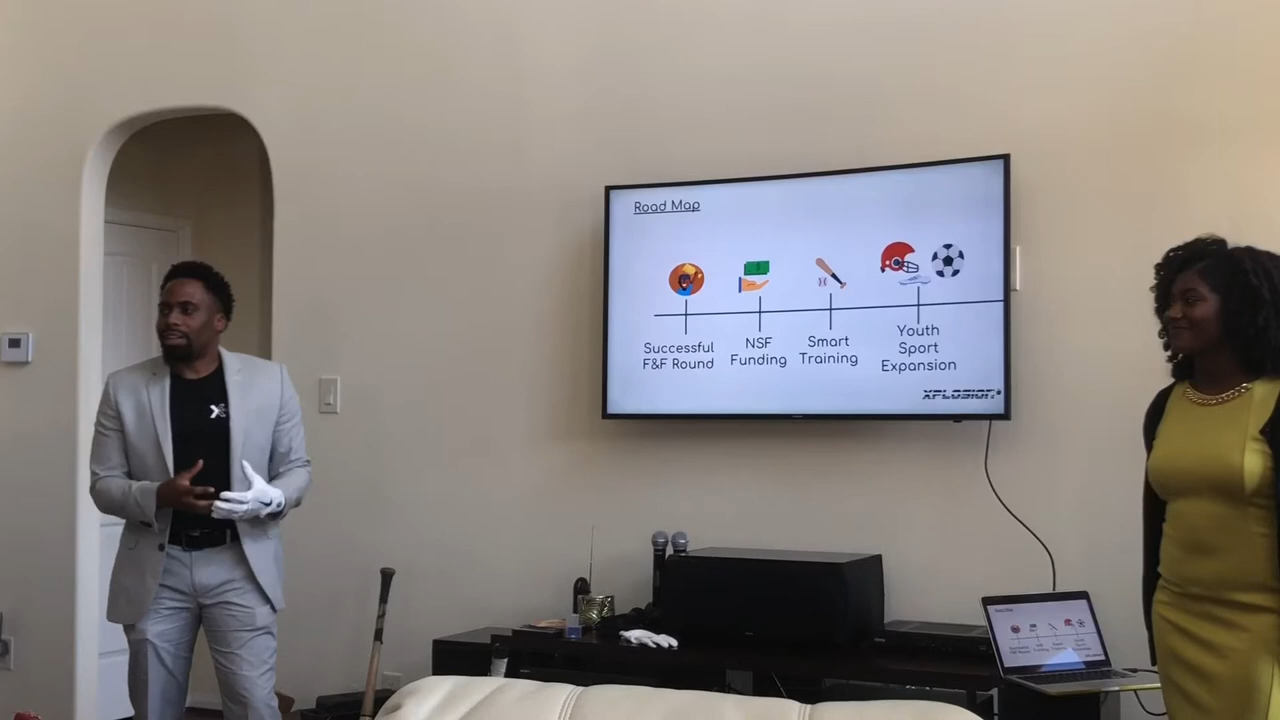 Road Map
Successful
F&F Round
NSF
Funding
Smart
Training
Youth
Sport
Expansion
XPLOSION